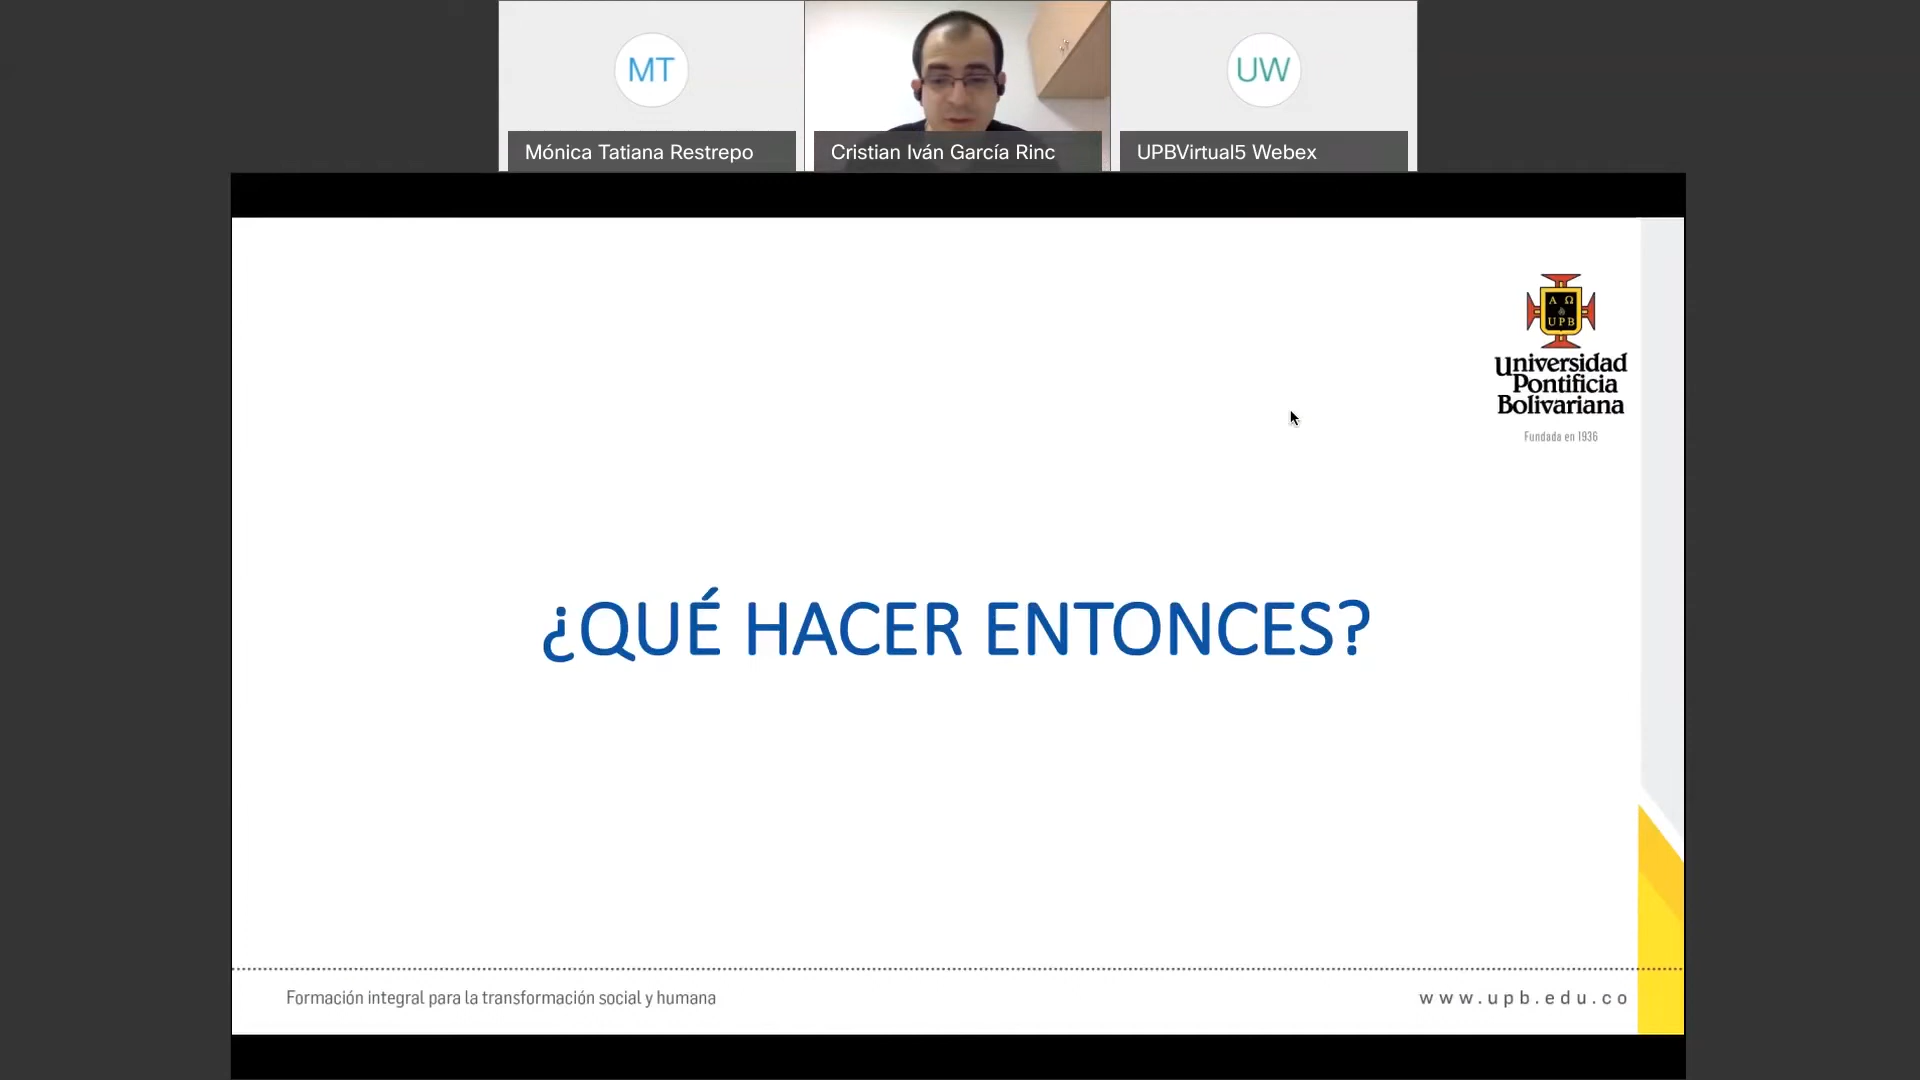 MT
UW
Mónica Tatiana Restrepo
Cristian Iván García Rinc
UPBVirtual5 Webex
Α Ω
UPB
Universidad
Pontificia
Bolivariana
Fundada en 1936
¿QUÉ HACER ENTONCES?
Formación integral para la transformación social y humana
www.upb.edu.co